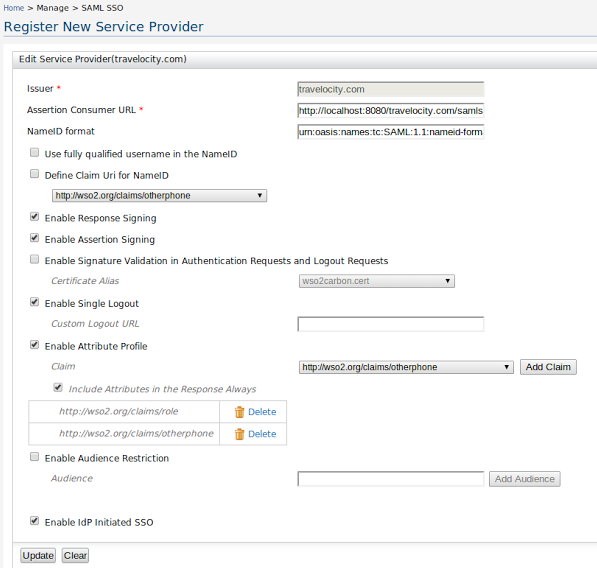 Home > Manage > SAML SSO
Register New Service Provider
Edit Service Provider(travelocity.com)
Issuer *
travelocity.com
Assertion Consumer URL *
http://localhost:8080/travelocity.com/samls
NameID format
urn:oasis:names:tc:SAML:1.1:nameid-form
Use fully qualified username in the NameID
Define Claim Uri for NameID
http://wso2.org/claims/otherphone
Enable Response Signing
Enable Assertion Signing
Enable Signature Validation in Authentication Requests and Logout Requests
Certificate Alias
wso2carbon.cert
Enable Single Logout
Custom Logout URL
Enable Attribute Profile
Claim
http://wso2.org/claims/otherphone
Add Claim
Include Attributes in the Response Always
http://wso2.org/claims/role
Delete
http://wso2.org/claims/otherphone
Delete
Enable Audience Restriction
Audience
Add Audience
Enable IdP Initiated SSO
Update
Clear